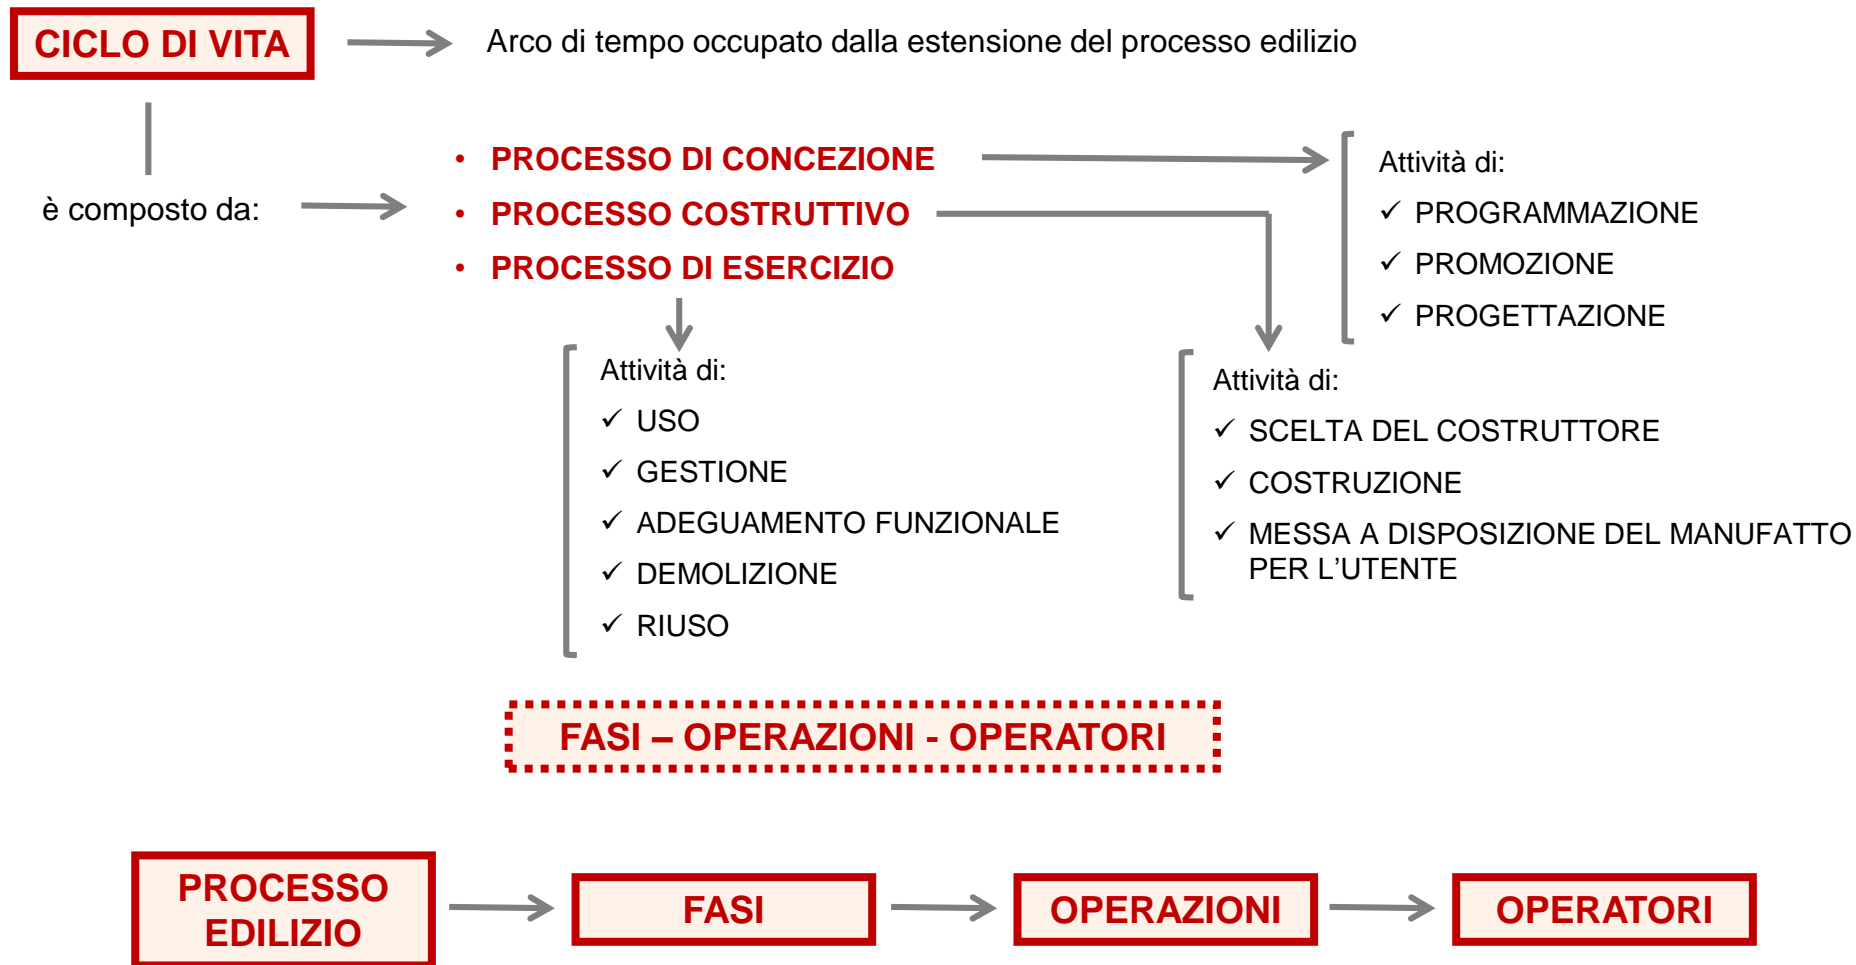 CICLO DI VITA
Arco di tempo occupato dalla estensione del processo edilizio
è composto da:
• PROCESSO DI CONCEZIONE
• PROCESSO COSTRUTTIVO
• PROCESSO DI ESERCIZIO
Attività di:
✓ PROGRAMMAZIONE
✓ PROMOZIONE
✓ PROGETTAZIONE
Attività di:
✓ USO
✓ GESTIONE
✓ ADEGUAMENTO FUNZIONALE
✓ DEMOLIZIONE
✓ RIUSO
Attività di:
✓ SCELTA DEL COSTRUTTORE
✓ COSTRUZIONE
✓ MESSA A DISPOSIZIONE DEL MANUFATTO
PER L’UTENTE
FASI – OPERAZIONI - OPERATORI
PROCESSO
EDILIZIO
FASI
OPERAZIONI
OPERATORI